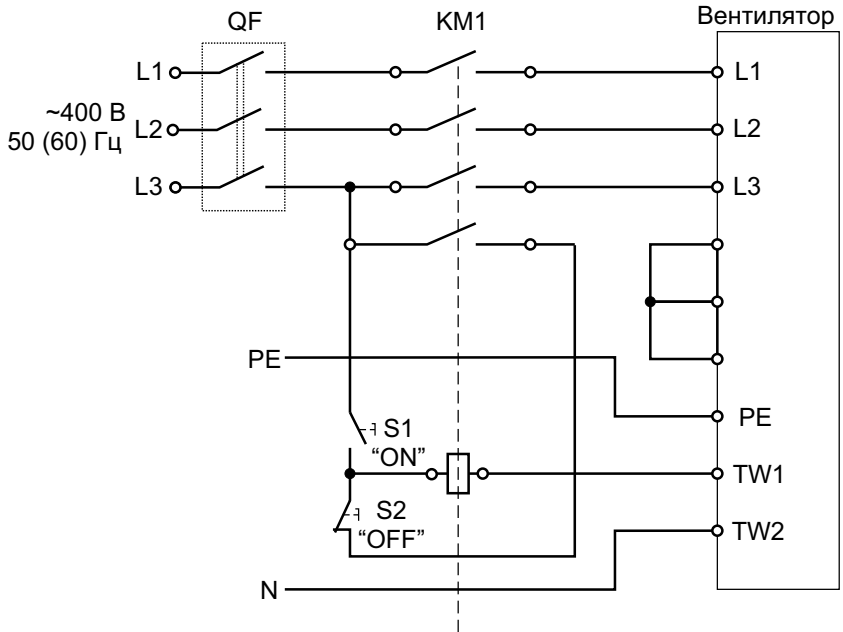 QF
KM1
Вентилятор
L1
L1
~400 В
50 (60) Гц
L2
L2
L3
L3
PE
PE
S1
“ON”
TW1
S2
“OFF”
TW2
N